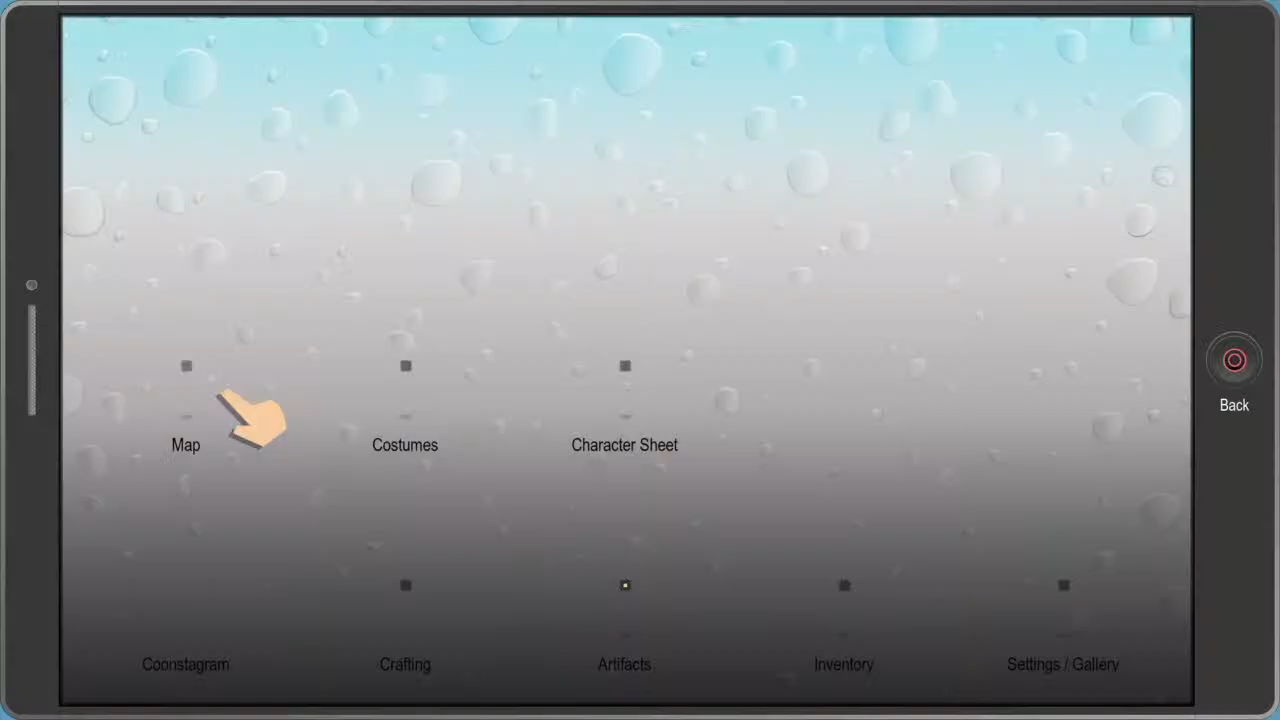 Back
Map
Costumes
Character Sheet
Coonstagram
Crafting
Artifacts
Inventory
Settings / Gallery